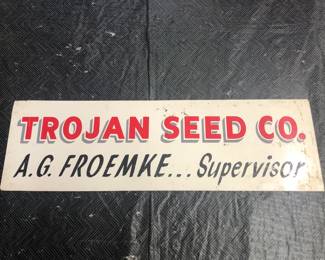 TROJAN SEED CO.
A.G. FROEMKE... Supervisor